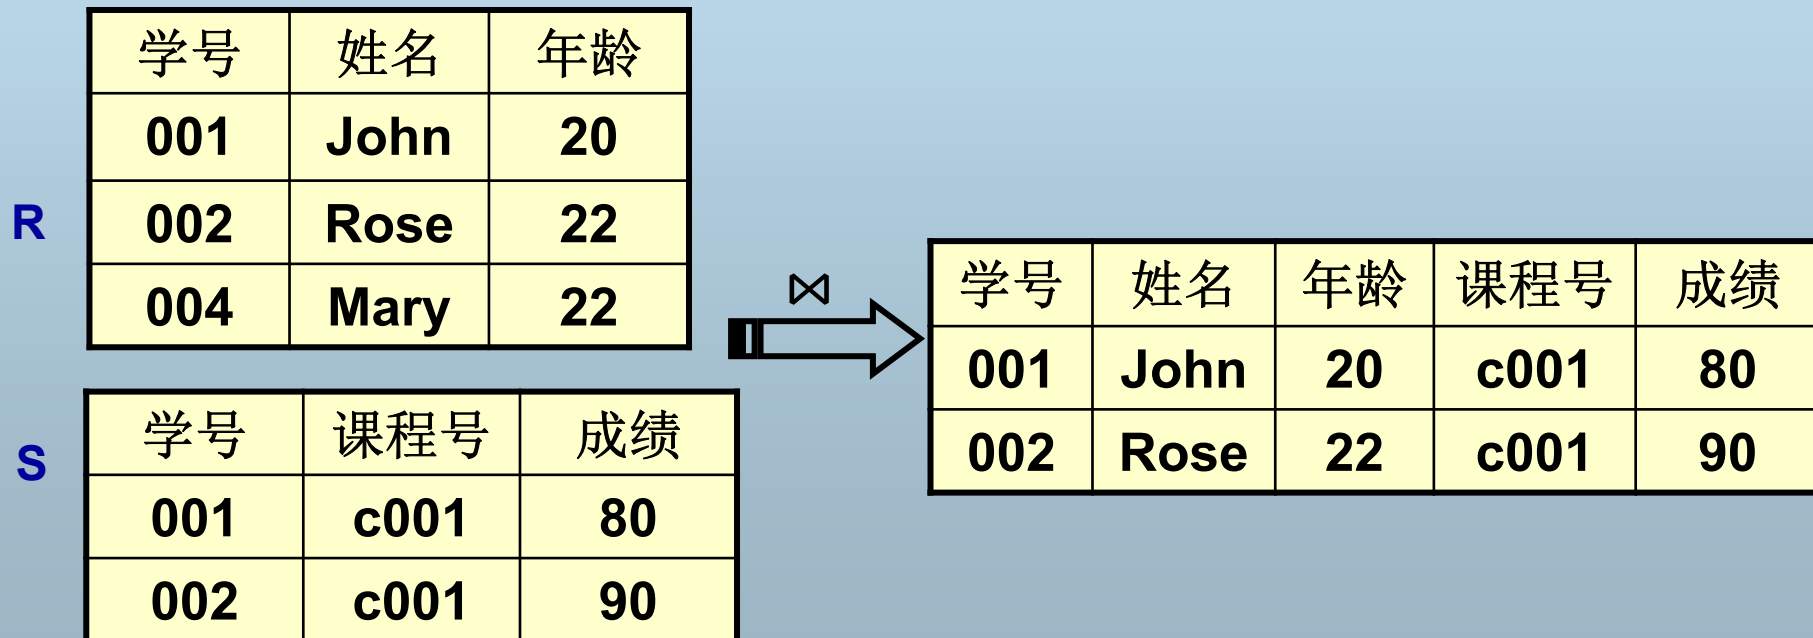 学号 姓名 年龄
001 John 20
R 002 Rose 22
004 Mary 22
S 学号 课程号 成绩
001 c001 80
002 c001 90
⋈
学号 姓名 年龄 课程号 成绩
001 John 20 c001 80
002 Rose 22 c001 90